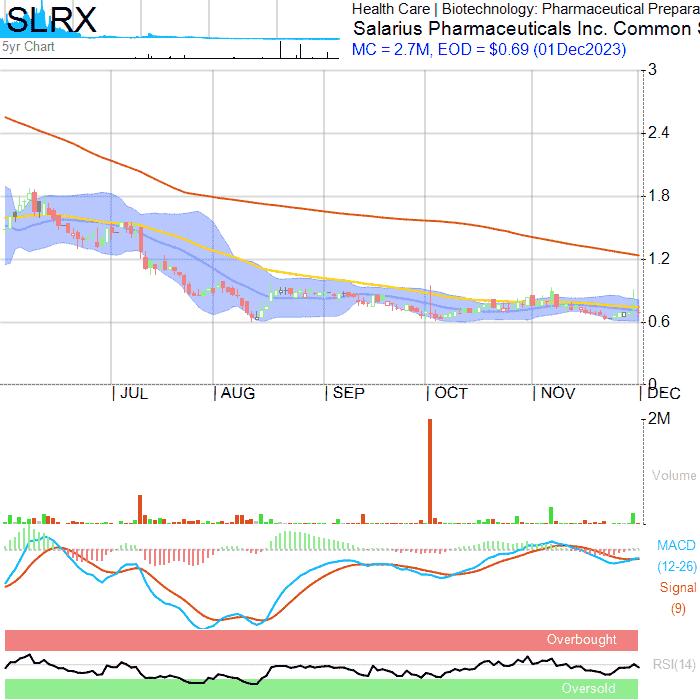 SLRX
5yr Chart
Health Care | Biotechnology: Pharmaceutical Prepara
Salarius Pharmaceuticals Inc. Common S
MC = 2.7M, EOD = $0.69 (01Dec2023)
3
2.4
1.8
1.2
0.6
0
JUL
AUG
SEP
OCT
NOV
DEC
2M
Volume
MACD
(12-26)
Signal
(9)
Overbought
RSI(14)
Oversold